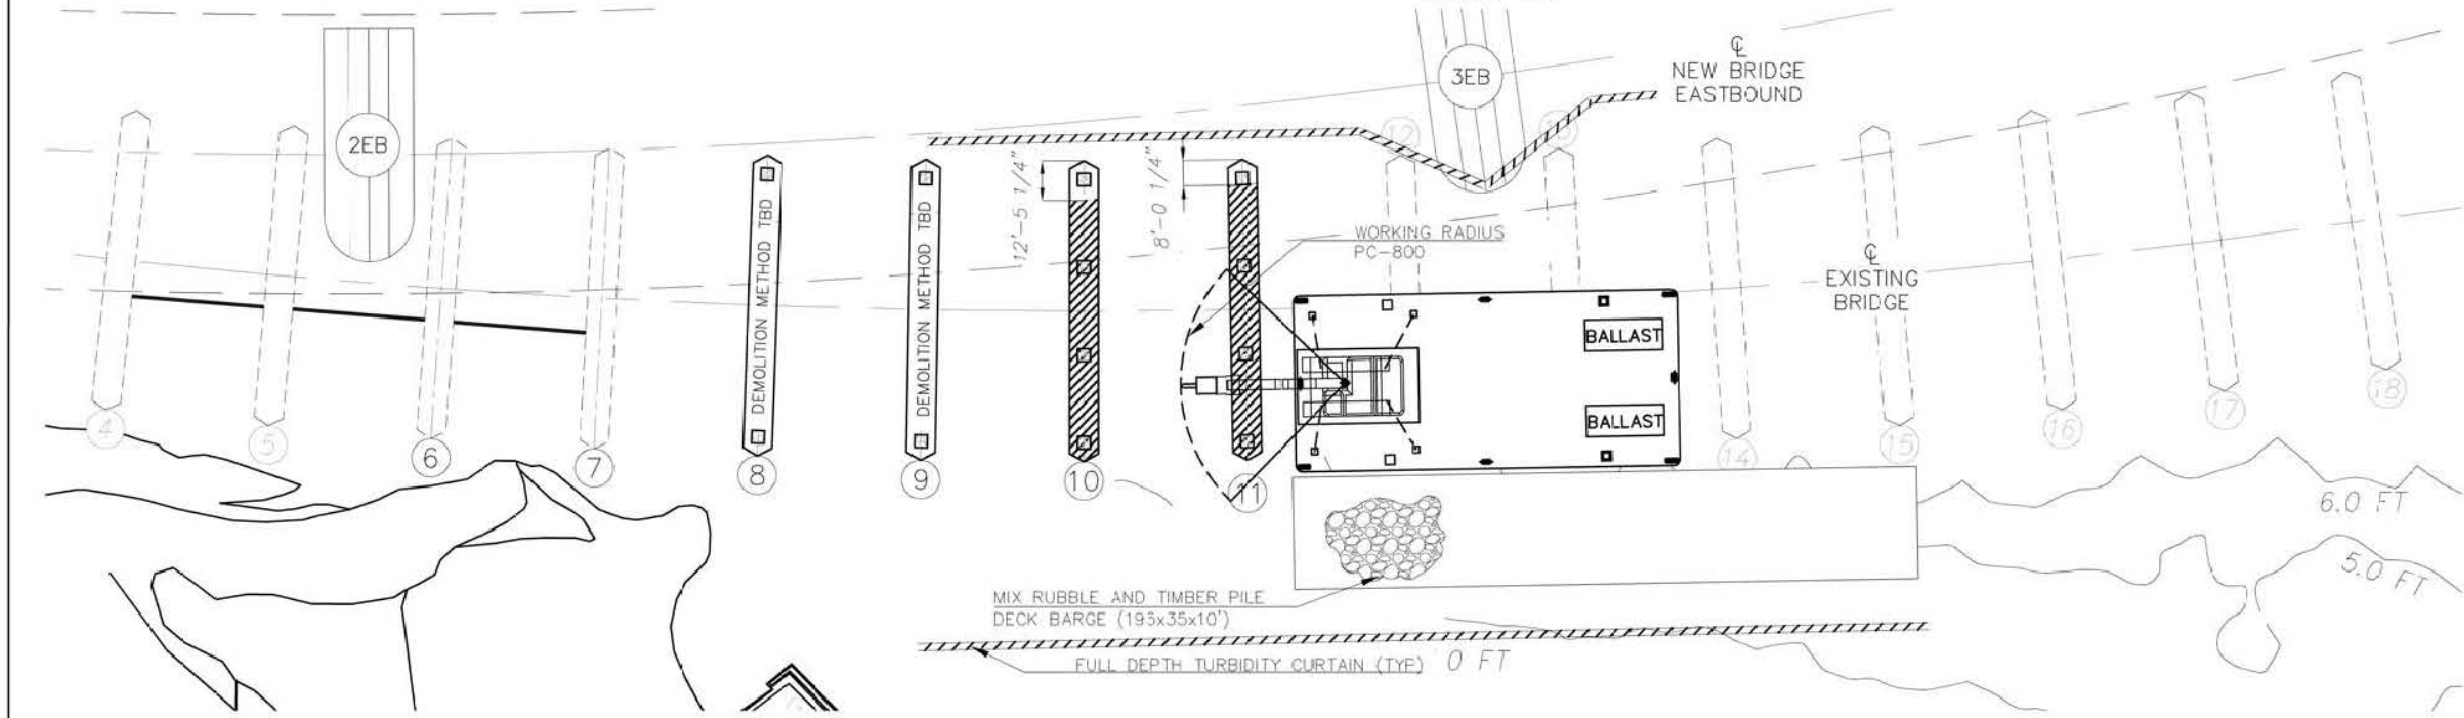 2EB
3EB
℄
NEW BRIDGE
EASTBOUND
12
13
12'-5 1/4"
8'-0 1/4"
WORKING RADIUS
PC-800
℄
EXISTING
BRIDGE
DEMOLITION METHOD TBD
DEMOLITION METHOD TBD
BALLAST
BALLAST
4
5
6
7
8
9
10
11
14
15
16
17
18
6.0 FT
5.0 FT
MIX RUBBLE AND TIMBER PILE
DECK BARGE (195x35x10')
FULL DEPTH TURBIDITY CURTAIN (TYP)
0 FT